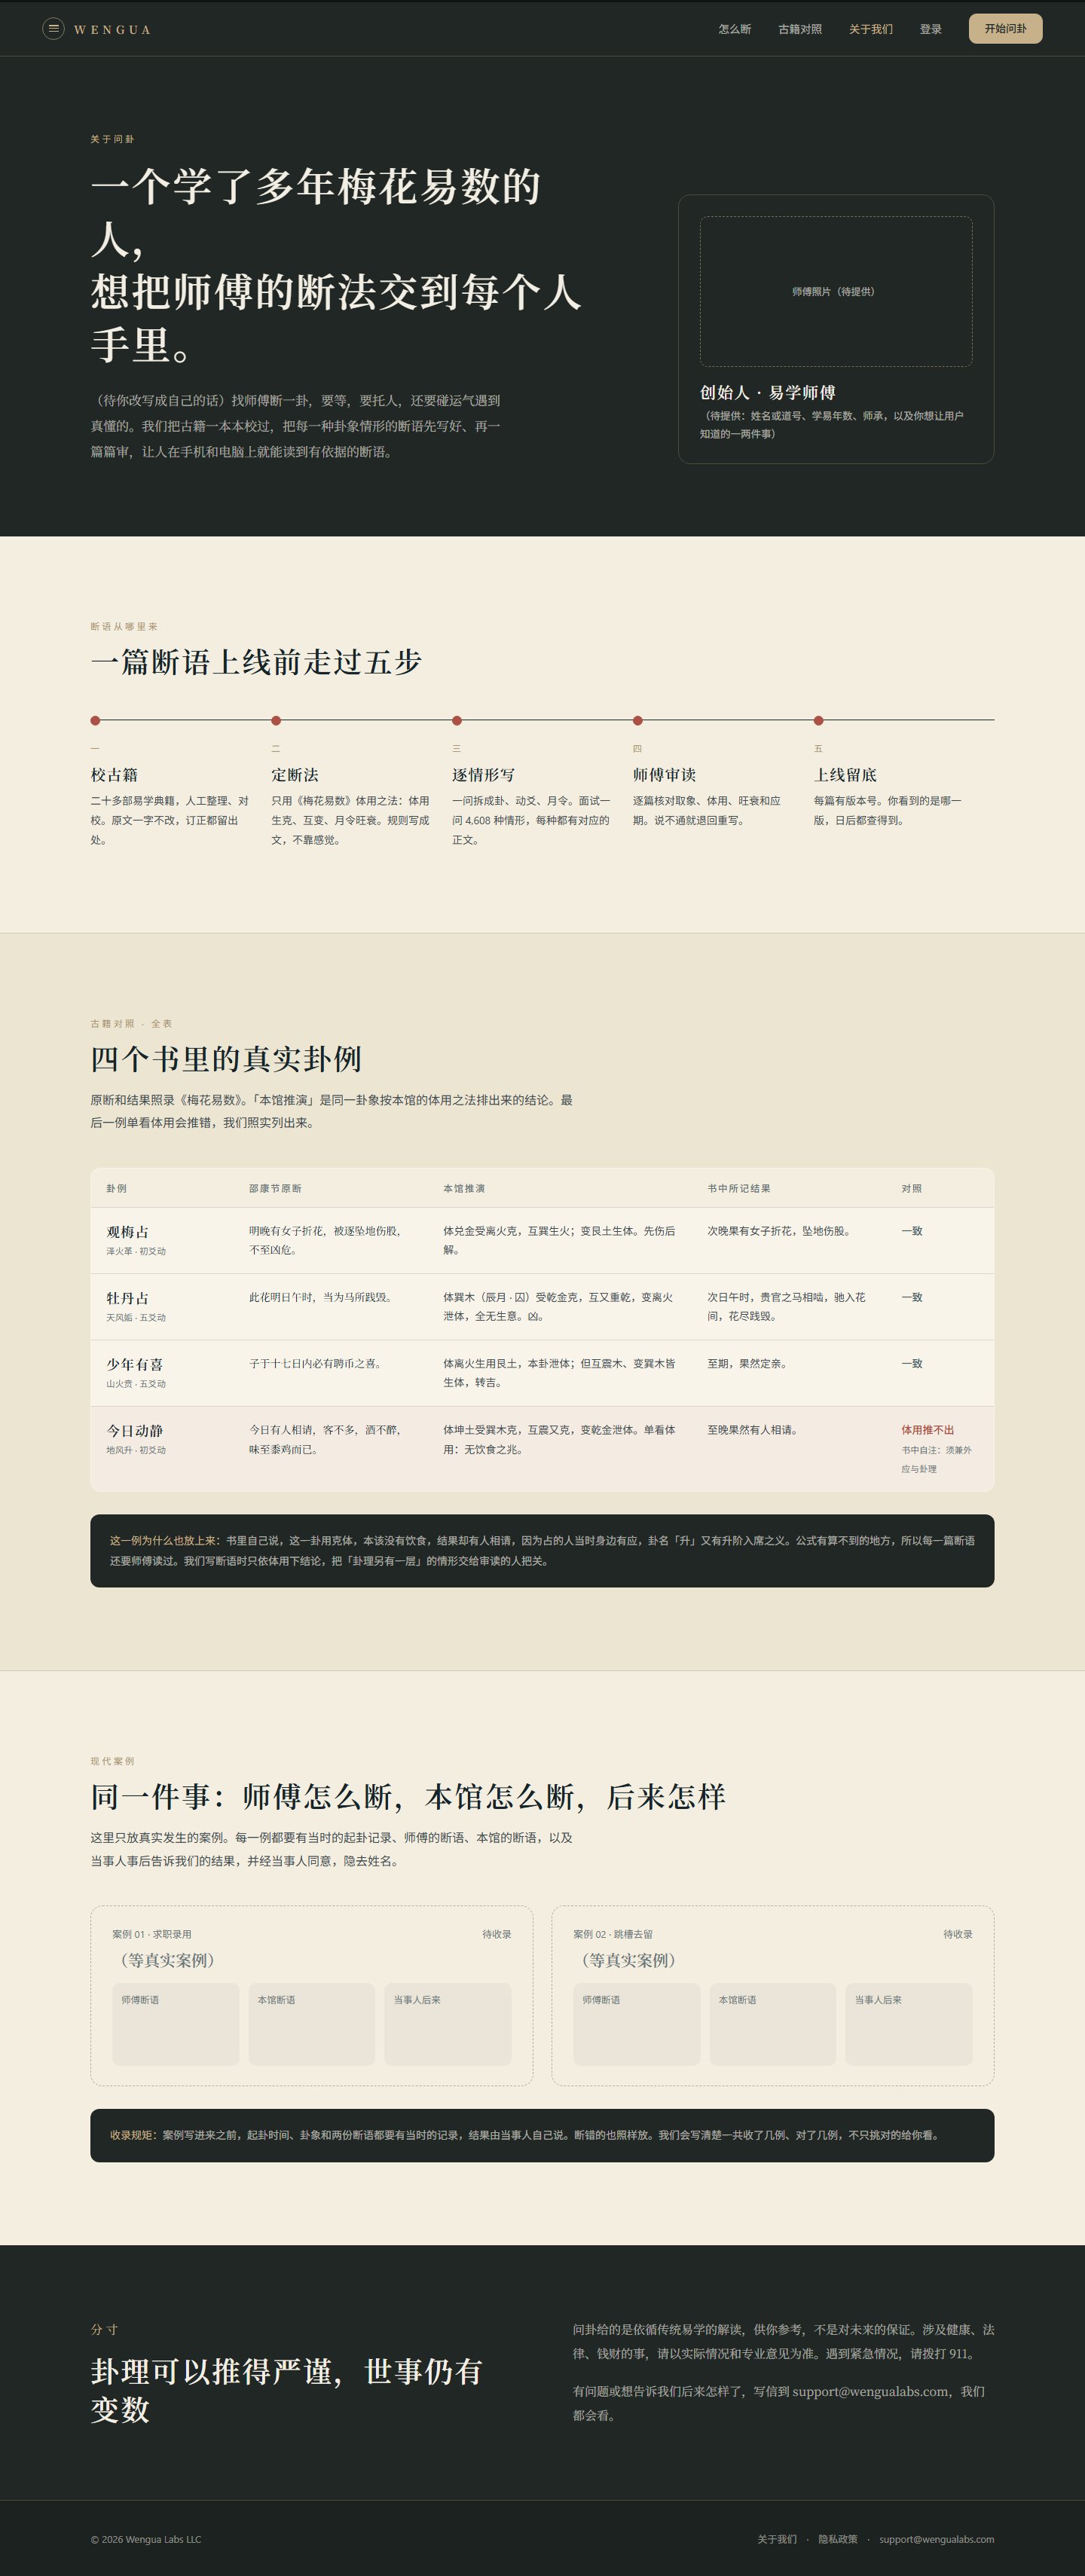 WENGUA
怎么断
古籍对照
关于我们
登录
开始问卦
关于问卦
一个学了多年梅花易数的
人，
想把师傅的断法交到每个人
手里。
（待你改写成自己的话）找师傅断一卦，要等，要托人，还要碰运气遇到
真懂的。我们把古籍一本本校过，把每一种卦象情形的断语先写好、再一
篇篇审，让人在手机和电脑上就能读到有依据的断语。
师傅照片（待提供）
创始人 · 易学师傅
（待提供：姓名或道号、学易年数、师承，以及你想让用户
知道的一两件事）
断语从哪里来
一篇断语上线前走过五步
一
校古籍
二十多部易学典籍，人工整理、对
校。原文一字不改，订正都留出
处。
二
定断法
只用《梅花易数》体用之法：体用
生克、互变、月令旺衰。规则写成
文，不靠感觉。
三
逐情形写
一问拆成卦、动爻、月令。面试一
问 4,608 种情形，每种都有对应的
正文。
四
师傅审读
逐篇核对取象、体用、旺衰和应
期。说不通就退回重写。
五
上线留底
每篇有版本号。你看到的是哪一
版，日后都查得到。
古籍对照 · 全表
四个书里的真实卦例
原断和结果照录《梅花易数》。「本馆推演」是同一卦象按本馆的体用之法排出来的结论。最
后一例单看体用会推错，我们照实列出来。
卦例
邵康节原断
本馆推演
书中所记结果
对照
观梅占
泽火革 · 初爻动
明晚有女子折花，被逐坠地伤股，
不至凶危。
体兑金受离火克，互巽生火；变艮土生体。先伤后
解。
次晚果有女子折花，坠地伤股。
一致
牡丹占
天风姤 · 五爻动
此花明日午时，当为马所践毁。
体巽木（辰月 · 囚）受乾金克，互又重乾，变离火
泄体，全无生意。凶。
次日午时，贵官之马相啮，驰入花
间，花尽践毁。
一致
少年有喜
山火贲 · 五爻动
子于十七日内必有聘币之喜。
体离火生用艮土，本卦泄体；但互震木、变巽木皆
生体，转吉。
至期，果然定亲。
一致
今日动静
地风升 · 初爻动
今日有人相请，客不多，酒不醉，
味至黍鸡而已。
体坤土受巽木克，互震又克，变乾金泄体。单看体
用：无饮食之兆。
至晚果然有人相请。
体用推不出
书中自注：须兼外
应与卦理
这一例为什么也放上来：书里自己说，这一卦用克体，本该没有饮食，结果却有人相请，因为占的人当时身边有应，卦名「升」又有升阶入席之义。公式有算不到的地方，所以每一篇断语
还要师傅读过。我们写断语时只依体用下结论，把「卦理另有一层」的情形交给审读的人把关。
现代案例
同一件事：师傅怎么断，本馆怎么断，后来怎样
这里只放真实发生的案例。每一例都要有当时的起卦记录、师傅的断语、本馆的断语，以及
当事人事后告诉我们的结果，并经当事人同意，隐去姓名。
案例 01 · 求职录用
待收录
（等真实案例）
师傅断语
本馆断语
当事人后来
案例 02 · 跳槽去留
待收录
（等真实案例）
师傅断语
本馆断语
当事人后来
收录规矩：案例写进来之前，起卦时间、卦象和两份断语都要有当时的记录，结果由当事人自己说。断错的也照样放。我们会写清楚一共收了几例、对了几例，不只挑对的给你看。
分寸
卦理可以推得严谨，世事仍有
变数
问卦给的是依循传统易学的解读，供你参考，不是对未来的保证。涉及健康、法
律、钱财的事，请以实际情况和专业意见为准。遇到紧急情况，请拨打 911。
有问题或想告诉我们后来怎样了，写信到 support@wengualabs.com，我们
都会看。
© 2026 Wengua Labs LLC
关于我们 · 隐私政策 · support@wengualabs.com